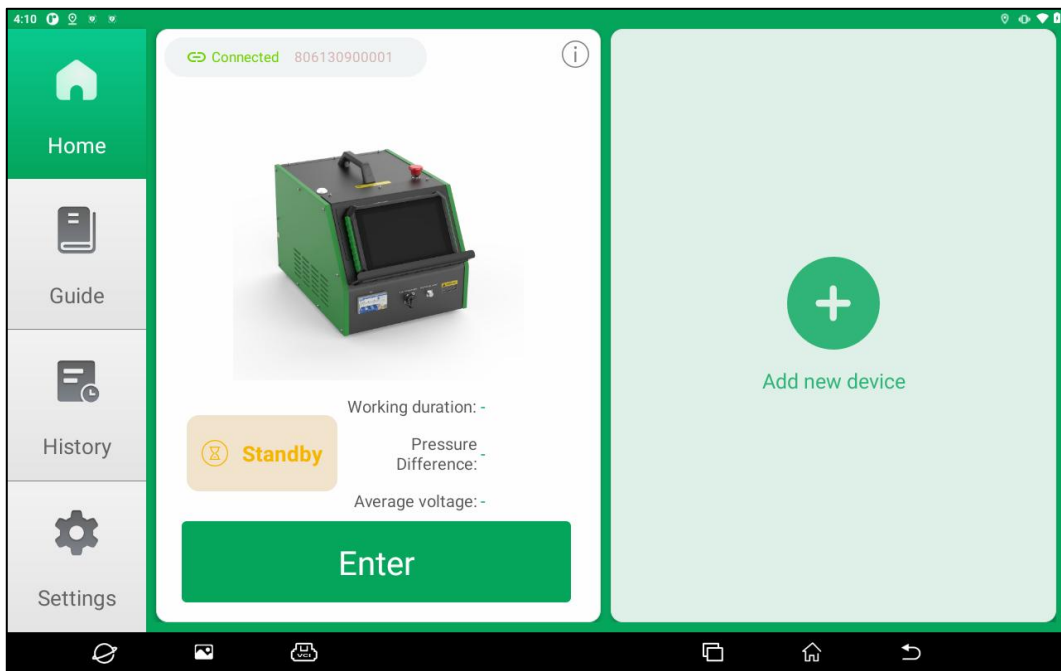 4:10
Home
Guide
History
Settings
Connected 806130900001
i
Standby
Working duration: -
Pressure
Difference: -
Average voltage: -
Enter
Add new device
VCI